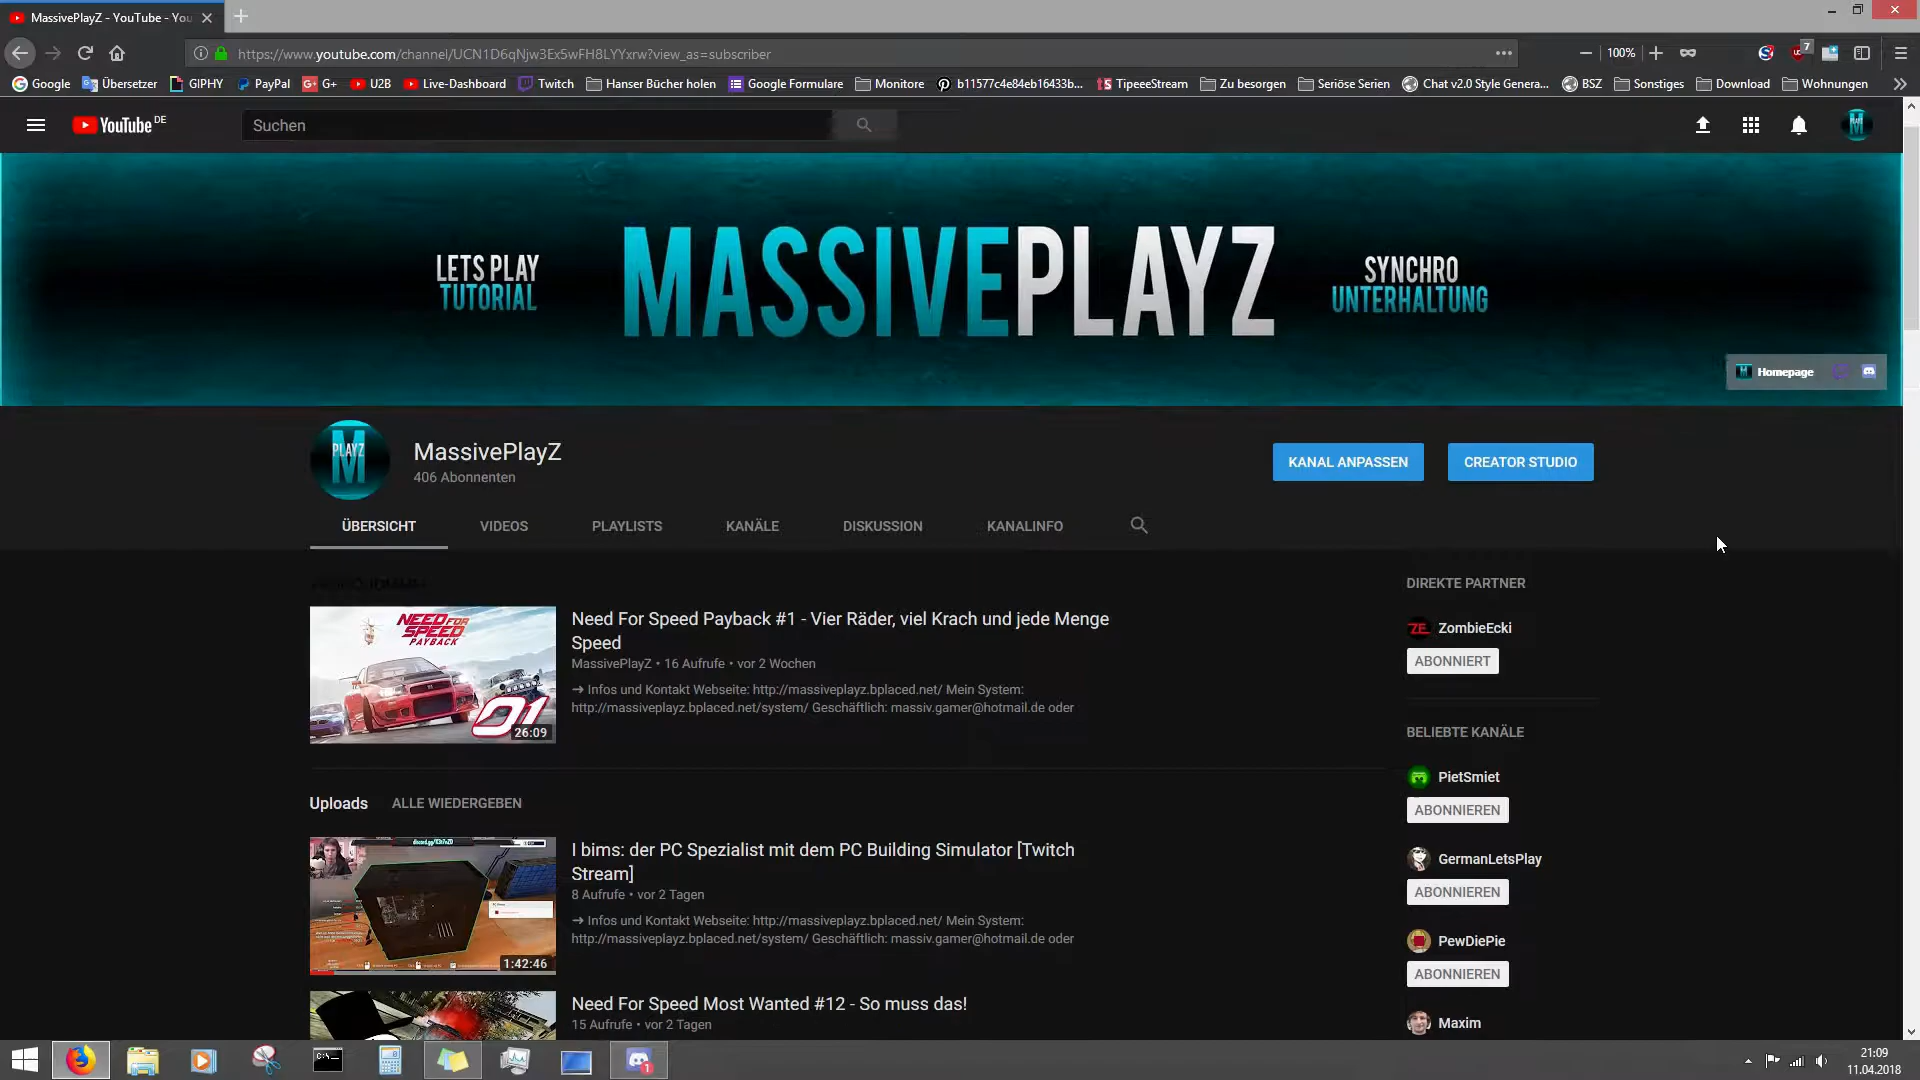 MassivePlayZ - YouTube - You
https://www.youtube.com/channel/UCN1D6qNjw3Ex5wFH8LYYxrw?view_as=subscriber
100%
7
Google Übersetzer GIPHY PayPal G+ U2B Live-Dashboard Twitch Hanser Bücher holen Google Formulare Monitore b11577c4e84eb16433b... TipeeeStream Zu besorgen Seriöse Serien Chat v2.0 Style Genera... BSZ Sonstiges Download Wohnungen
YouTube DE
Suchen
LETS PLAY
TUTORIAL
MASSIVEPLAYZ
SYNCHRO
UNTERHALTUNG
Homepage
PLAYZ
M
MassivePlayZ
406 Abonnenten
KANAL ANPASSEN
CREATOR STUDIO
ÜBERSICHT VIDEOS PLAYLISTS KANÄLE DISKUSSION KANALINFO
NEED FOR
SPEED
PAYBACK
01
26:09
Need For Speed Payback #1 - Vier Räder, viel Krach und jede Menge
Speed
MassivePlayZ • 16 Aufrufe • vor 2 Wochen
➜ Infos und Kontakt Webseite: http://massiveplayz.bplaced.net/ Mein System:
http://massiveplayz.bplaced.net/system/ Geschäftlich: massiv.gamer@hotmail.de oder
Uploads ALLE WIEDERGEBEN
1:42:46
I bims: der PC Spezialist mit dem PC Building Simulator [Twitch
Stream]
8 Aufrufe • vor 2 Tagen
➜ Infos und Kontakt Webseite: http://massiveplayz.bplaced.net/ Mein System:
http://massiveplayz.bplaced.net/system/ Geschäftlich: massiv.gamer@hotmail.de oder
Need For Speed Most Wanted #12 - So muss das!
15 Aufrufe • vor 2 Tagen
DIREKTE PARTNER
ZE
ZombieEcki
ABONNIERT
BELIEBTE KANÄLE
PietSmiet
ABONNIEREN
GermanLetsPlay
ABONNIEREN
PewDiePie
ABONNIEREN
Maxim
1
21:09
11.04.2018